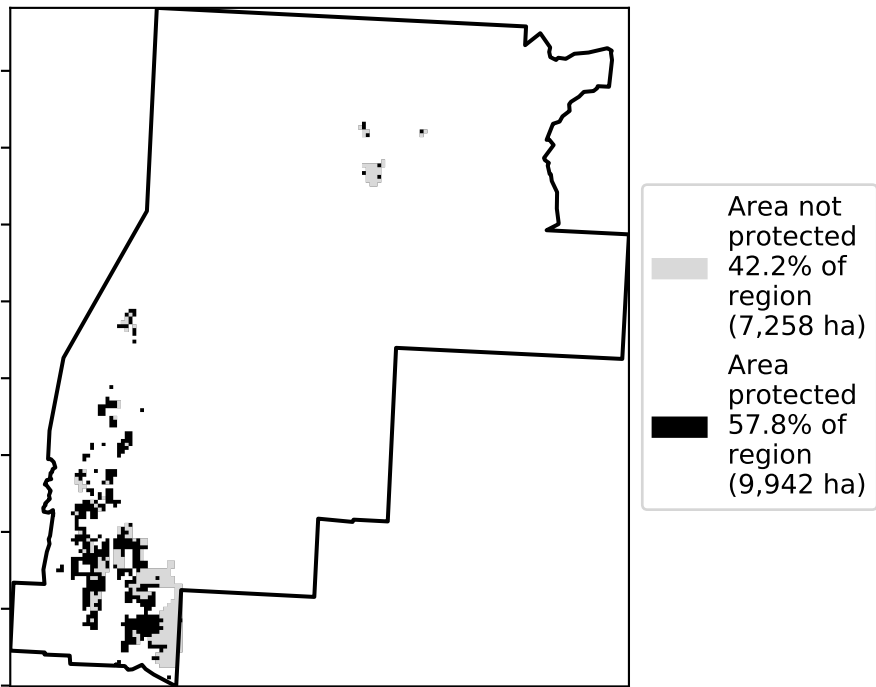 Area not
protected
42.2% of
region
(7,258 ha)
Area
protected
57.8% of
region
(9,942 ha)